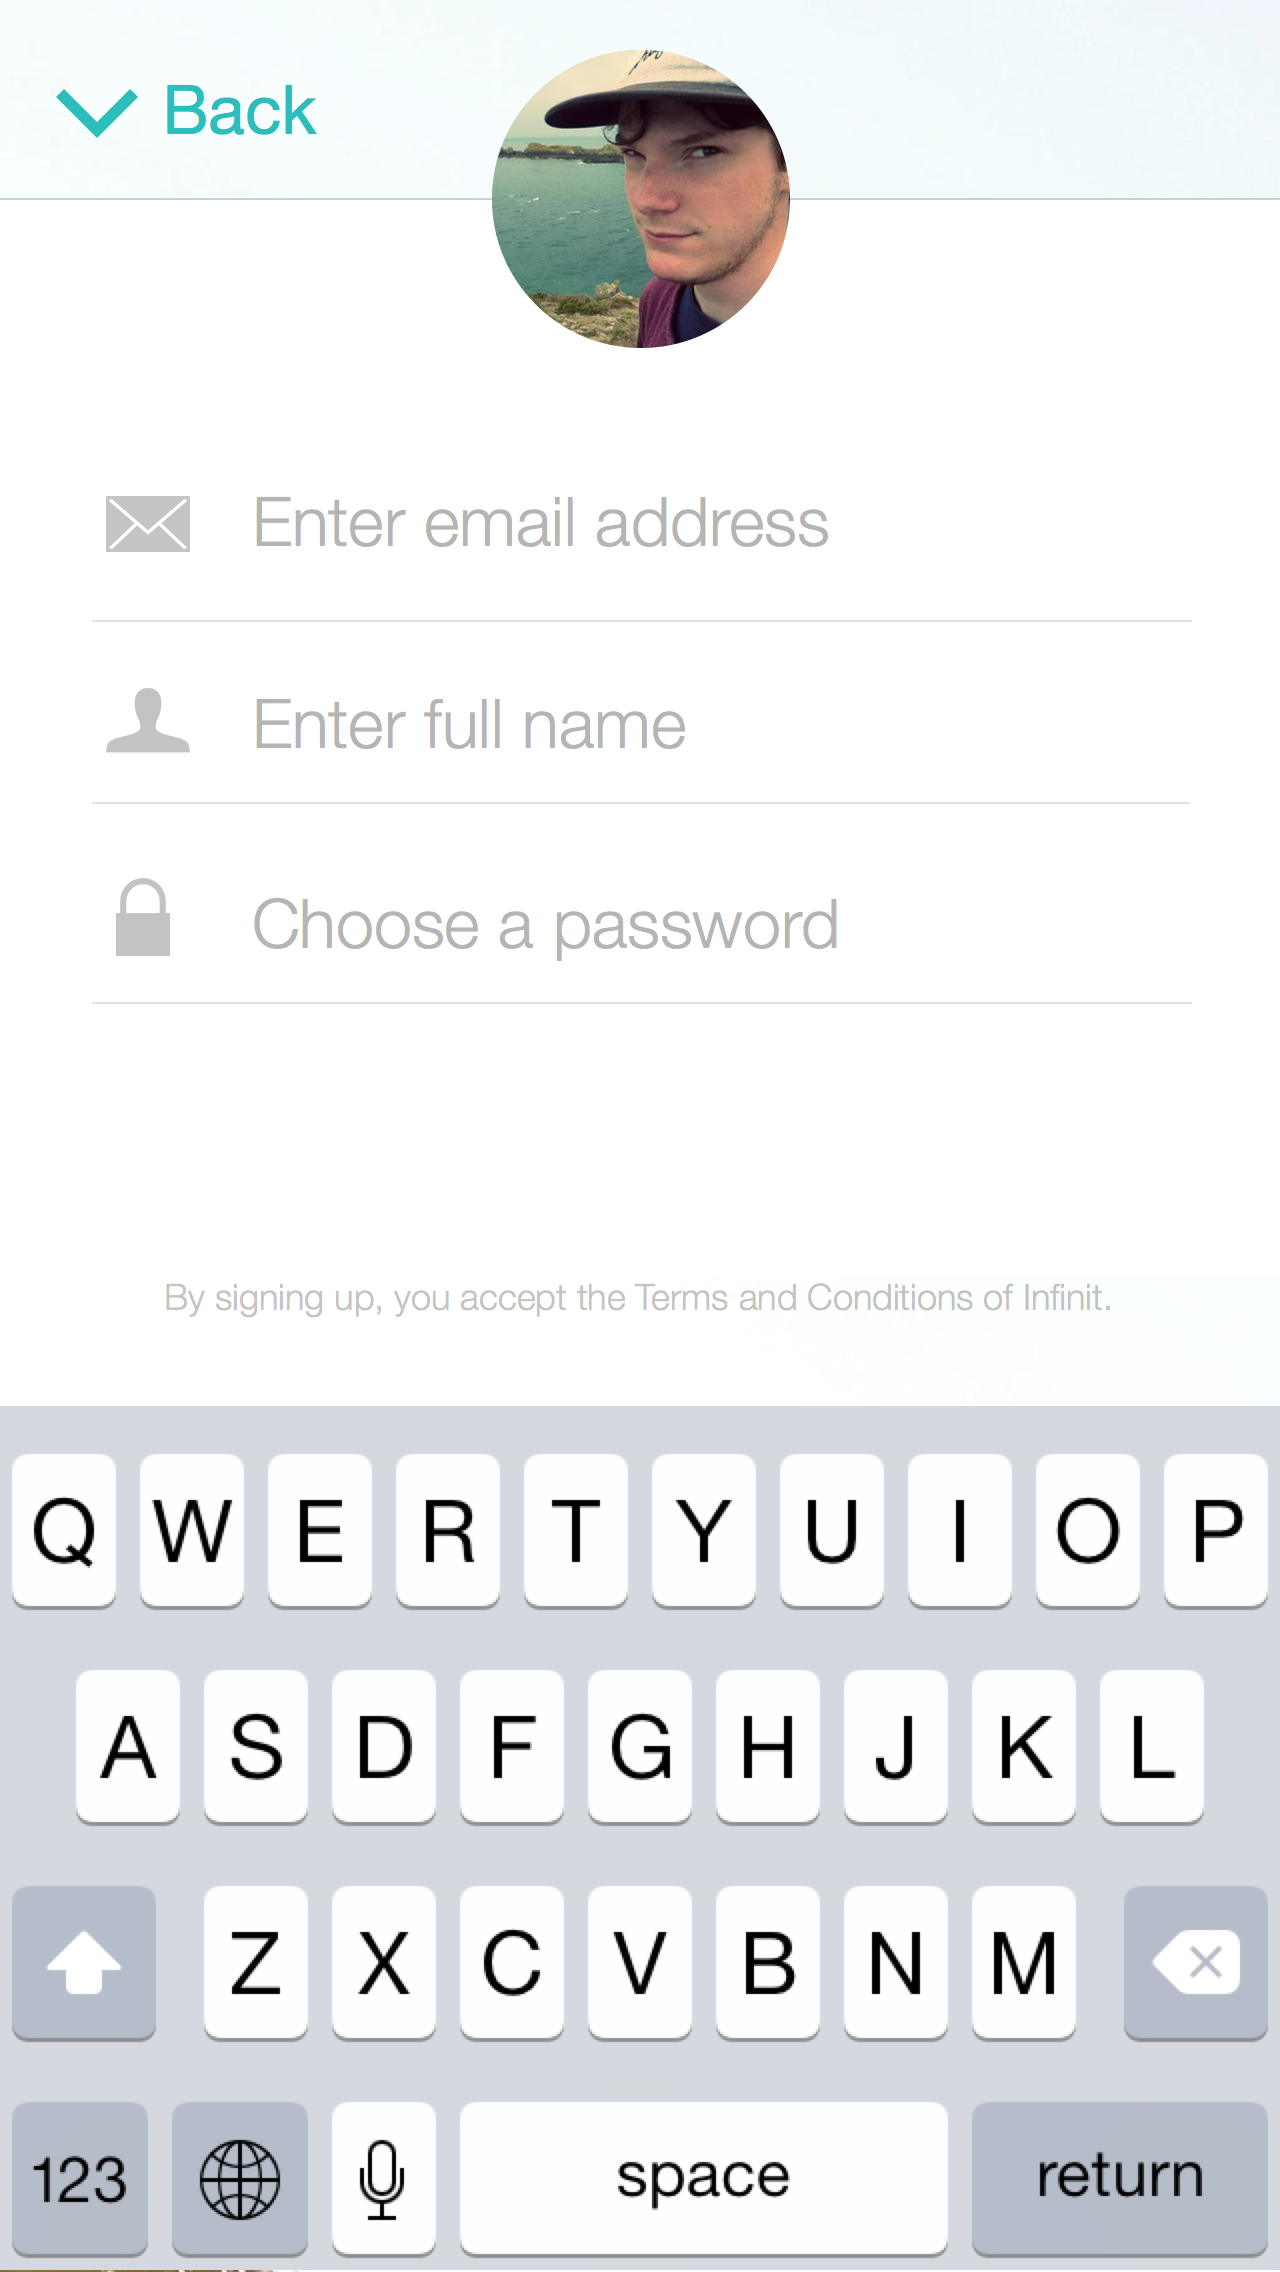 Back
Enter email address
Enter full name
Choose a password
By signing up, you accept the Terms and Conditions of Infinit.
Q W E R T Y U I O P
A S D F G H J K L
Z X C V B N M
123 space return